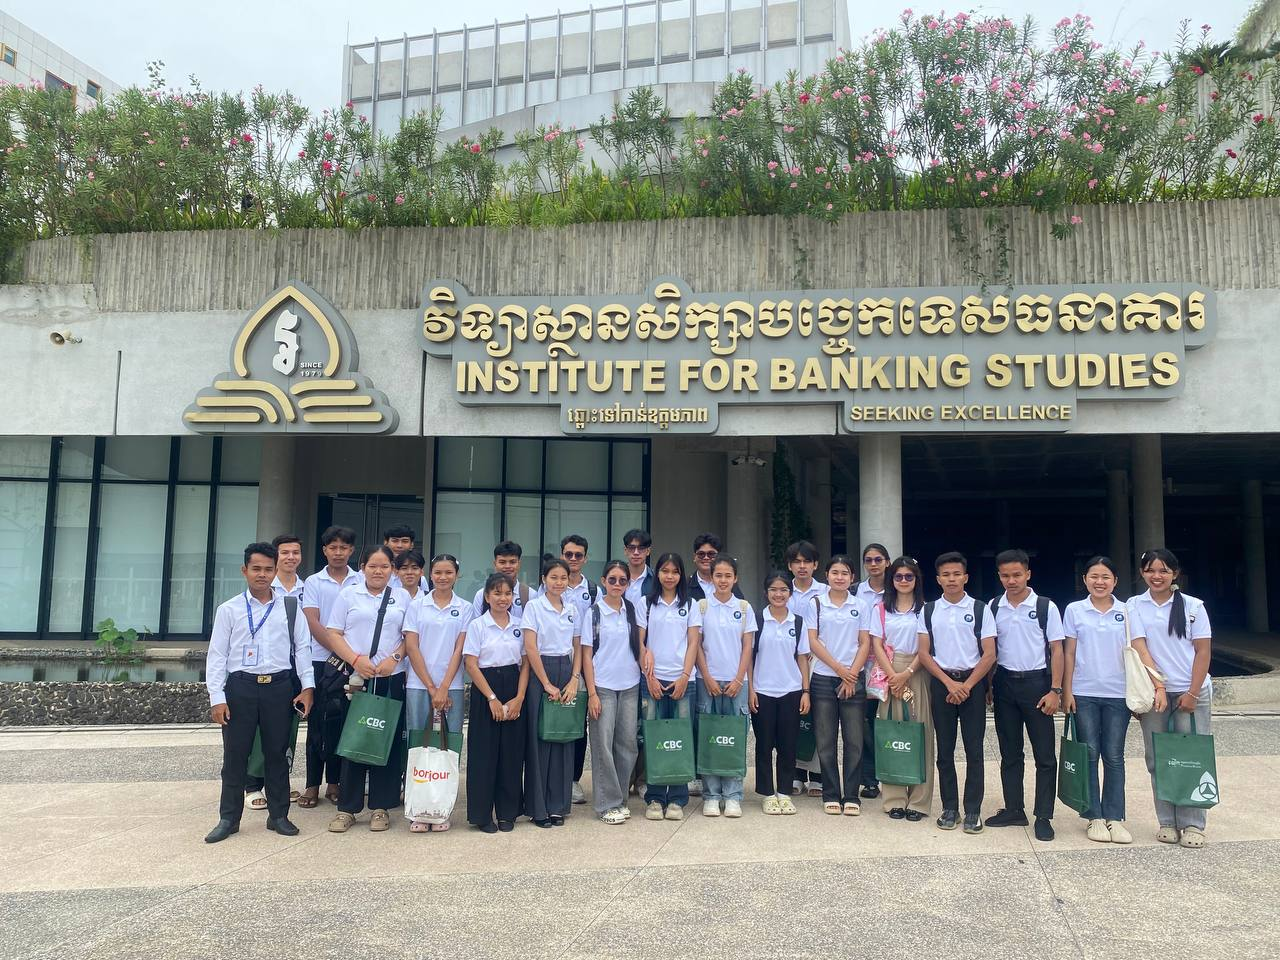 វិទ្យាស្ថានសិក្សាបច្ចេកទេសធនាគារ
SINCE
1979
INSTITUTE FOR BANKING STUDIES
ឆ្ពោះទៅកាន់ឧត្តមភាព
SEEKING EXCELLENCE
CBC
CBC
CBC
CBC
CBC
bonjour